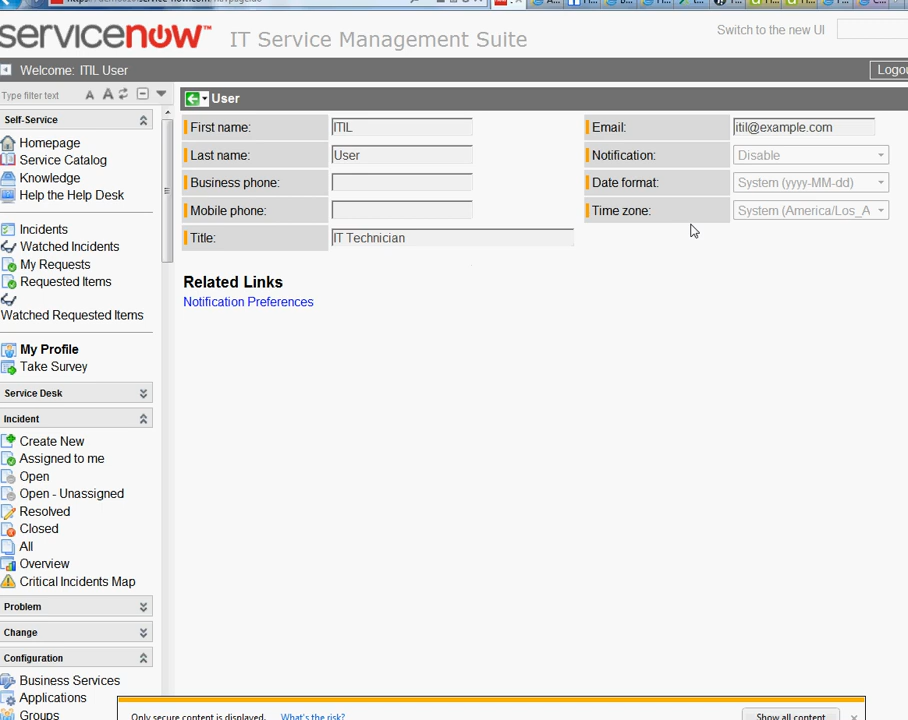 servicenow™ IT Service Management Suite
Switch to the new UI
Welcome: ITIL User
Logou
Type filter text A A
User
Self-Service
Homepage
Service Catalog
Knowledge
Help the Help Desk
Incidents
Watched Incidents
My Requests
Requested Items
Watched Requested Items
My Profile
Take Survey
Service Desk
Incident
Create New
Assigned to me
Open
Open - Unassigned
Resolved
Closed
All
Overview
Critical Incidents Map
Problem
Change
Configuration
Business Services
Applications
Groups
First name: ITIL
Last name: User
Business phone:
Mobile phone:
Title: IT Technician
Email: itil@example.com
Notification: Disable
Date format: System (yyyy-MM-dd)
Time zone: System (America/Los_A
Related Links
Notification Preferences
Only secure content is displayed. What's the risk? Show all content